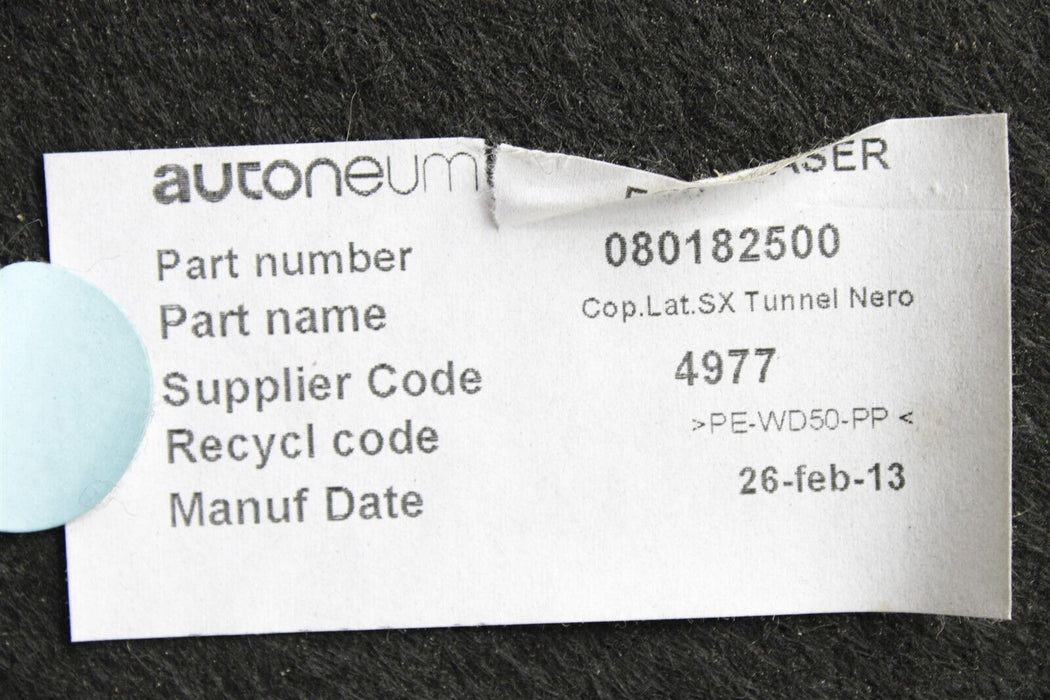 autoneum
Part number 080182500
Part name Cop.Lat.SX Tunnel Nero
Supplier Code 4977
Recycl code >PE-WD50-PP <
Manuf Date 26-feb-13